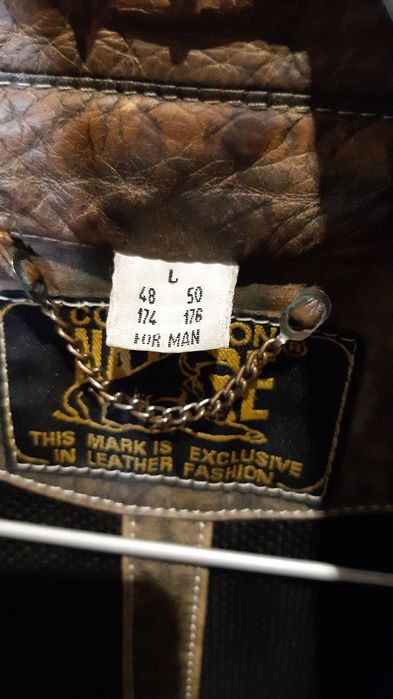 L
48 50
174 176
FOR MAN
®
THIS MARK IS EXCLUSIVE
IN LEATHER FASHION